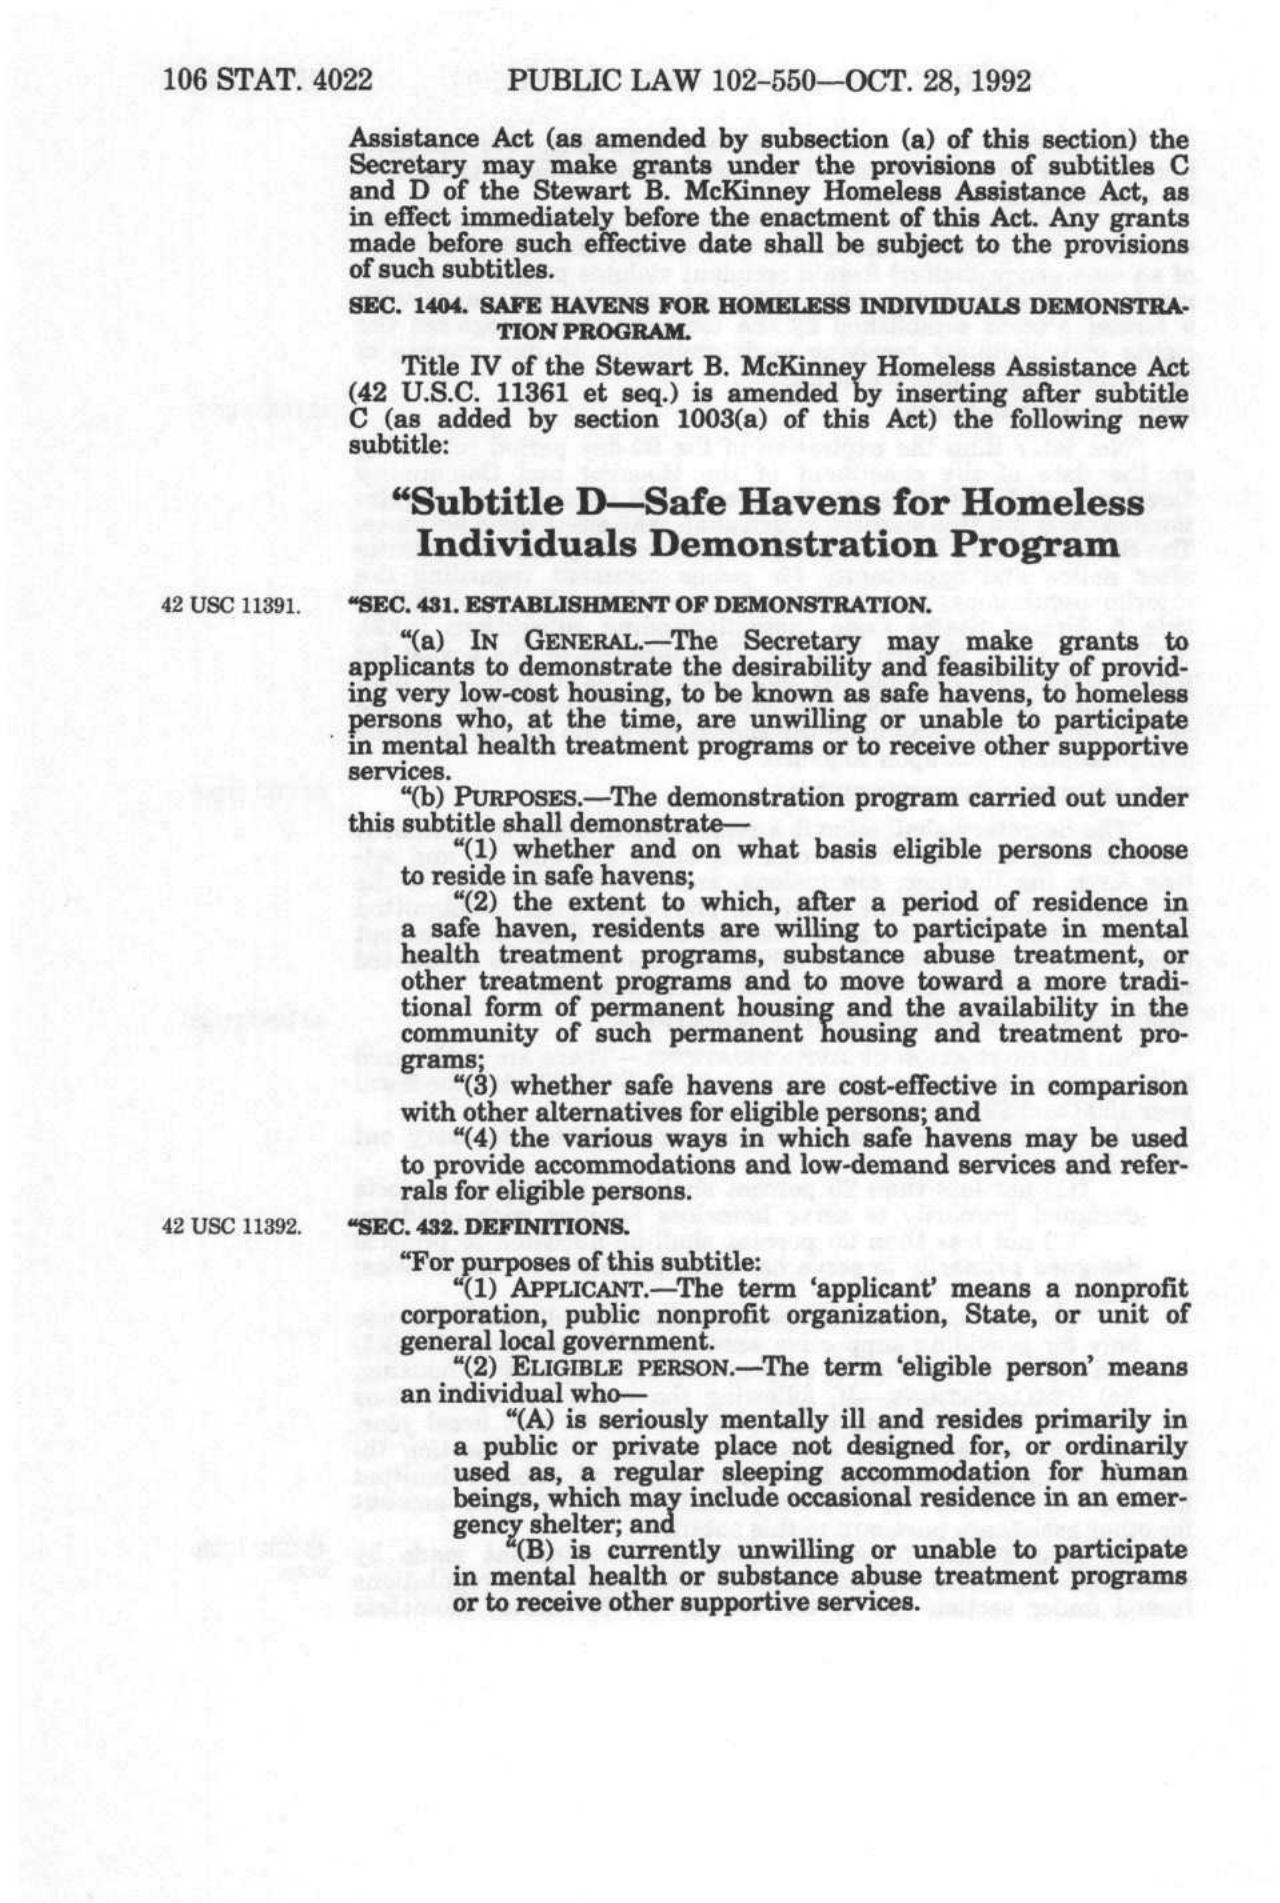 106 STAT. 4022 PUBLIC LAW 102-550—OCT. 28, 1992
Assistance Act (as amended by subsection (a) of this section) the
Secretary may make grants under the provisions of subtitles C
and D of the Stewart B. McKinney Homeless Assistance Act, as
in effect immediately before the enactment of this Act. Any grants
made before such effective date shall be subject to the provisions
of such subtitles.
SEC. 1404. SAFE HAVENS FOR HOMELESS INDIVIDUALS DEMONSTRA-
TION PROGRAM.
Title IV of the Stewart B. McKinney Homeless Assistance Act
(42 U.S.C. 11361 et seq.) is amended by inserting after subtitle
C (as added by section 1003(a) of this Act) the following new
subtitle:
“Subtitle D—Safe Havens for Homeless
Individuals Demonstration Program
42 USC 11391. “SEC. 431. ESTABLISHMENT OF DEMONSTRATION.
“(a) IN GENERAL.—The Secretary may make grants to
applicants to demonstrate the desirability and feasibility of provid-
ing very low-cost housing, to be known as safe havens, to homeless
persons who, at the time, are unwilling or unable to participate
in mental health treatment programs or to receive other supportive
services.
“(b) PURPOSES.—The demonstration program carried out under
this subtitle shall demonstrate—
“(1) whether and on what basis eligible persons choose
to reside in safe havens;
“(2) the extent to which, after a period of residence in
a safe haven, residents are willing to participate in mental
health treatment programs, substance abuse treatment, or
other treatment programs and to move toward a more tradi-
tional form of permanent housing and the availability in the
community of such permanent housing and treatment pro-
grams;
“(3) whether safe havens are cost-effective in comparison
with other alternatives for eligible persons; and
“(4) the various ways in which safe havens may be used
to provide accommodations and low-demand services and refer-
rals for eligible persons.
42 USC 11392. “SEC. 432. DEFINITIONS.
“For purposes of this subtitle:
“(1) APPLICANT.—The term ‘applicant’ means a nonprofit
corporation, public nonprofit organization, State, or unit of
general local government.
“(2) ELIGIBLE PERSON.—The term ‘eligible person’ means
an individual who—
“(A) is seriously mentally ill and resides primarily in
a public or private place not designed for, or ordinarily
used as, a regular sleeping accommodation for human
beings, which may include occasional residence in an emer-
gency shelter; and
“(B) is currently unwilling or unable to participate
in mental health or substance abuse treatment programs
or to receive other supportive services.